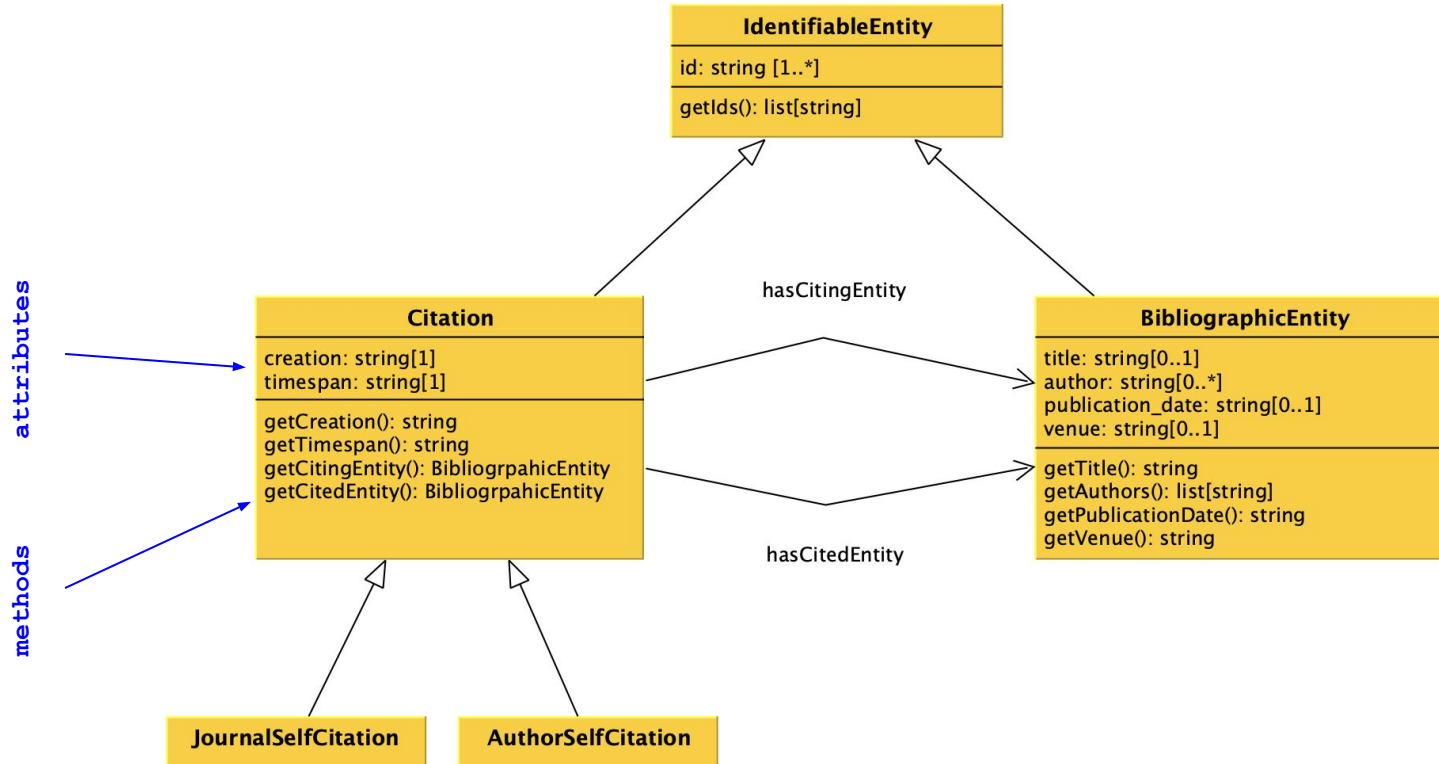 IdentifiableEntity
id: string [1..*]
getIds(): list[string]
hasCitingEntity
attributes
methods
Citation
creation: string[1]
timespan: string[1]
getCreation(): string
getTimespan(): string
getCitingEntity(): BibliogrpahicEntity
getCitedEntity(): BibliogrpahicEntity
BibliographicEntity
title: string[0..1]
author: string[0..*]
publication_date: string[0..1]
venue: string[0..1]
getTitle(): string
getAuthors(): list[string]
getPublicationDate(): string
getVenue(): string
hasCitedEntity
JournalSelfCitation
AuthorSelfCitation